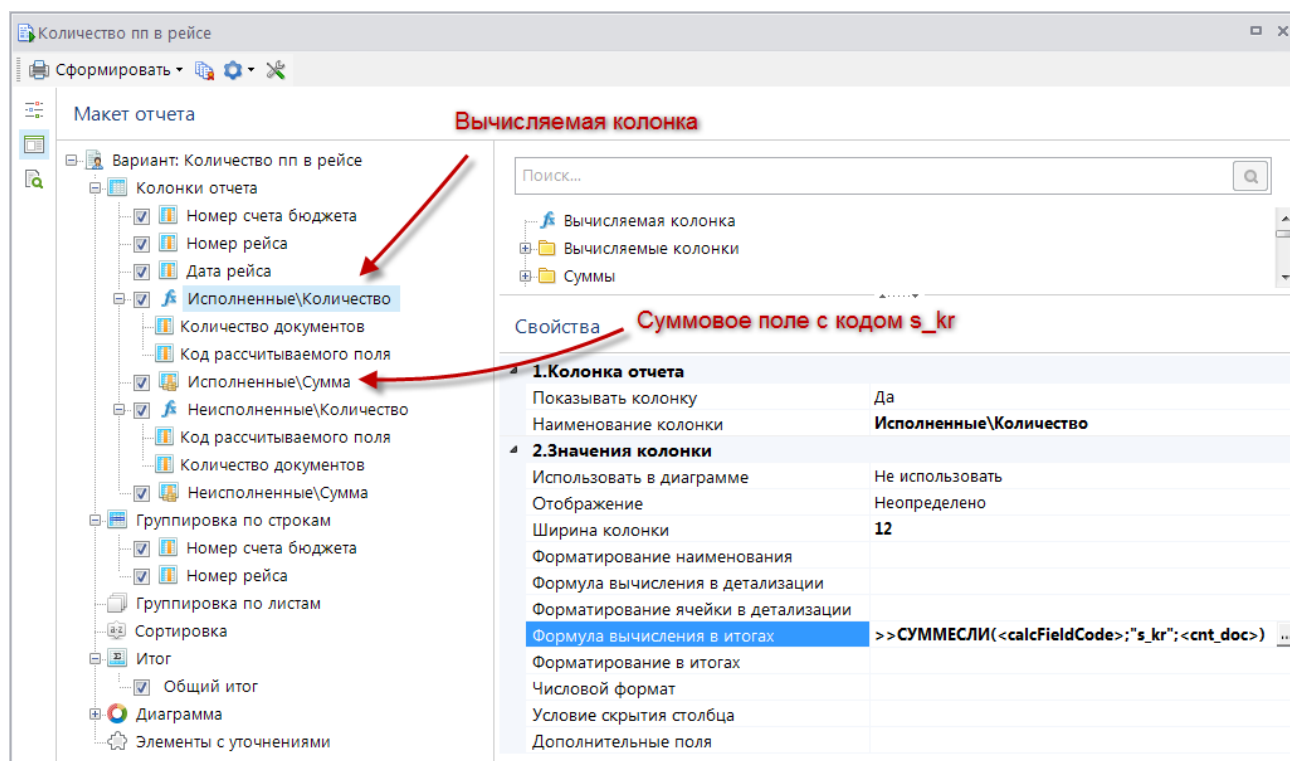 Количество пп в рейсе
Сформировать
Макет отчета
Вычисляемая колонка
Вариант: Количество пп в рейсе
Колонки отчета
Номер счета бюджета
Номер рейса
Дата рейса
Исполненные\Количество
Количество документов
Код рассчитываемого поля
Исполненные\Сумма
Неисполненные\Количество
Код рассчитываемого поля
Количество документов
Неисполненные\Сумма
Группировка по строкам
Номер счета бюджета
Номер рейса
Группировка по листам
Сортировка
Итог
Общий итог
Диаграмма
Элементы с уточнениями
Поиск...
Вычисляемая колонка
Вычисляемые колонки
Суммы
Свойства
Суммовое поле с кодом s_kr
1.Колонка отчета
Показывать колонку Да
Наименование колонки Исполненные\Количество
2.Значения колонки
Использовать в диаграмме Не использовать
Отображение Неопределено
Ширина колонки 12
Форматирование наименования
Формула вычисления в детализации
Форматирование ячейки в детализации
Формула вычисления в итогах >>СУММЕСЛИ(<calcFieldCode>;"s_kr";<cnt_doc>) ...
Форматирование в итогах
Числовой формат
Условие скрытия столбца
Дополнительные поля